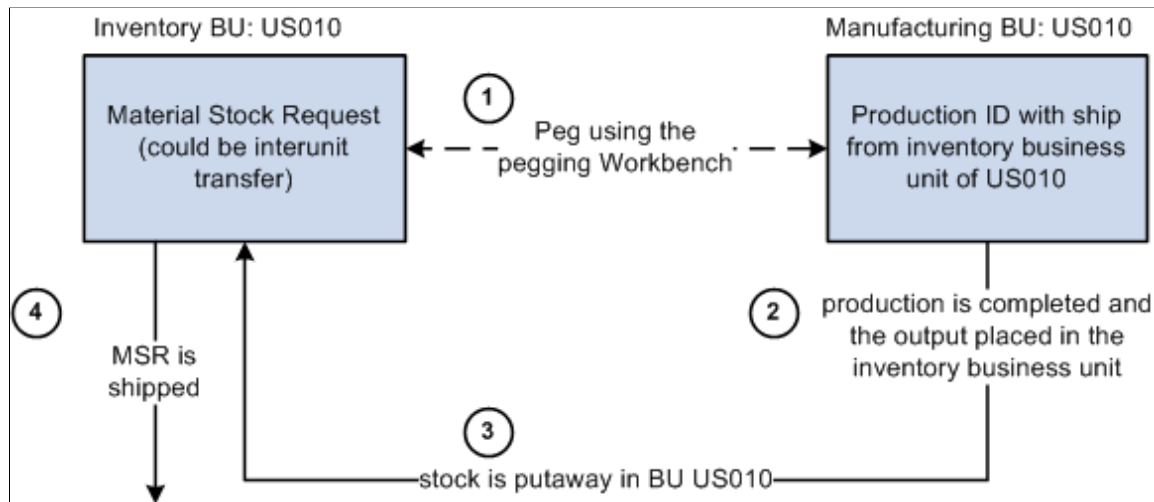 Inventory BU: US010
Manufacturing BU: US010
Material Stock Request
(could be interunit
transfer)
1
Peg using the
pegging Workbench
Production ID with ship
from inventory business
unit of US010
4
MSR is
shipped
2
production is completed and
the output placed in the
inventory business unit
3
stock is putaway in BU US010